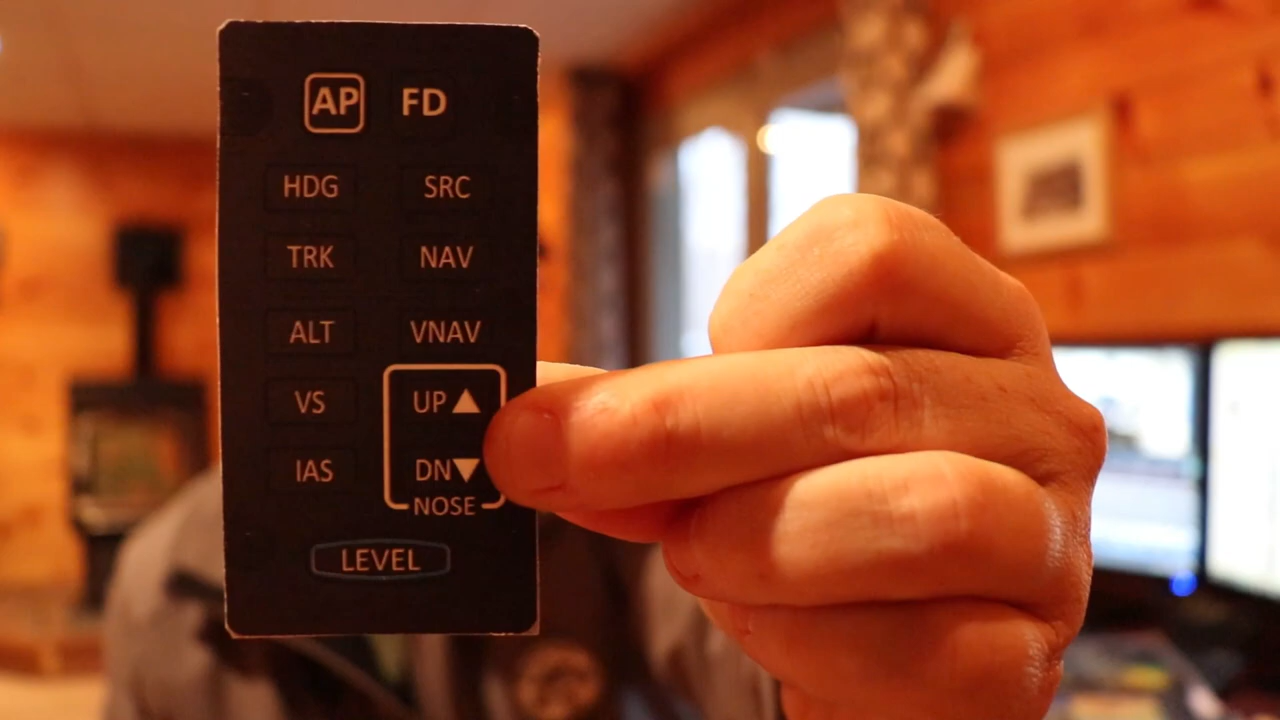 AP FD
HDG SRC
TRK NAV
ALT VNAV
VS UP▲
IAS DN▼
NOSE
LEVEL